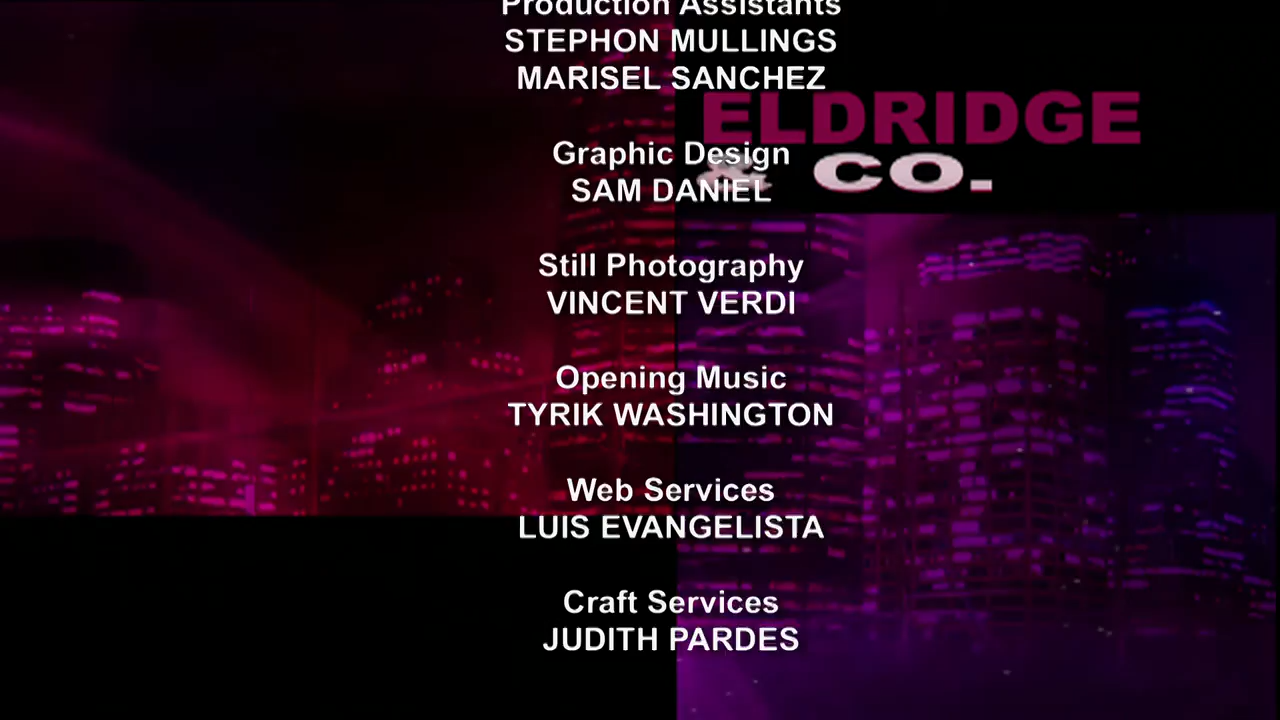 Production Assistants
STEPHON MULLINGS
MARISEL SANCHEZ
ELDRIDGE
& CO.
Graphic Design
SAM DANIEL
Still Photography
VINCENT VERDI
Opening Music
TYRIK WASHINGTON
Web Services
LUIS EVANGELISTA
Craft Services
JUDITH PARDES